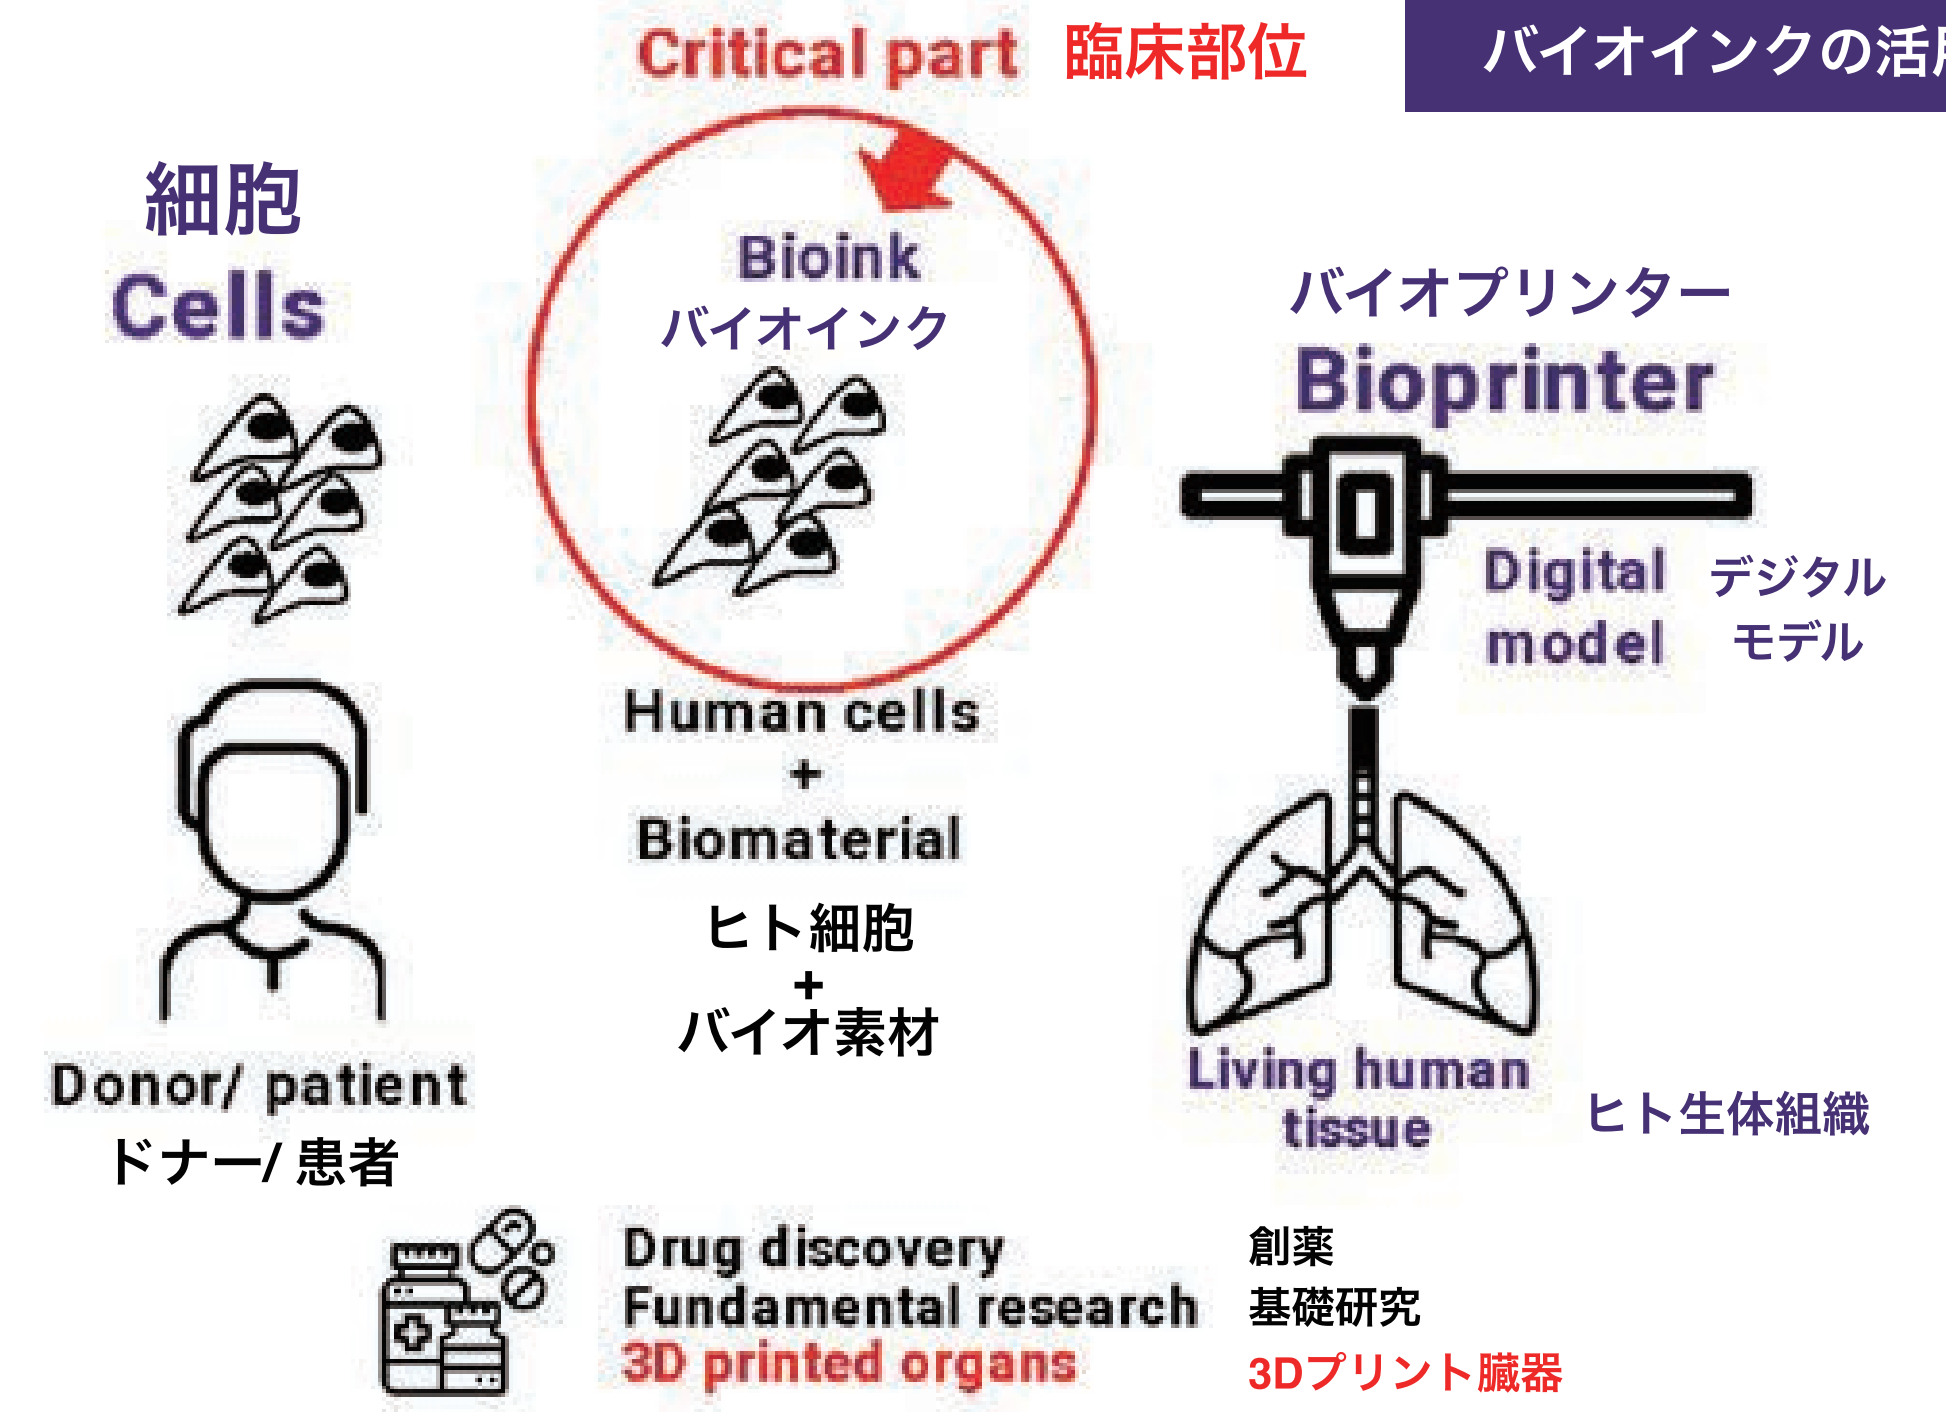 Critical part 臨床部位
バイオインクの活
細胞
Cells
Bioink
バイオインク
バイオプリンター
Bioprinter
Digital
model
デジタル
モデル
Human cells
+
Biomaterial
ヒト細胞
+
バイオ素材
Donor/ patient
ドナー/ 患者
Living human
tissue
ヒト生体組織
Drug discovery
Fundamental research
3D printed organs
創薬
基礎研究
3Dプリント臓器